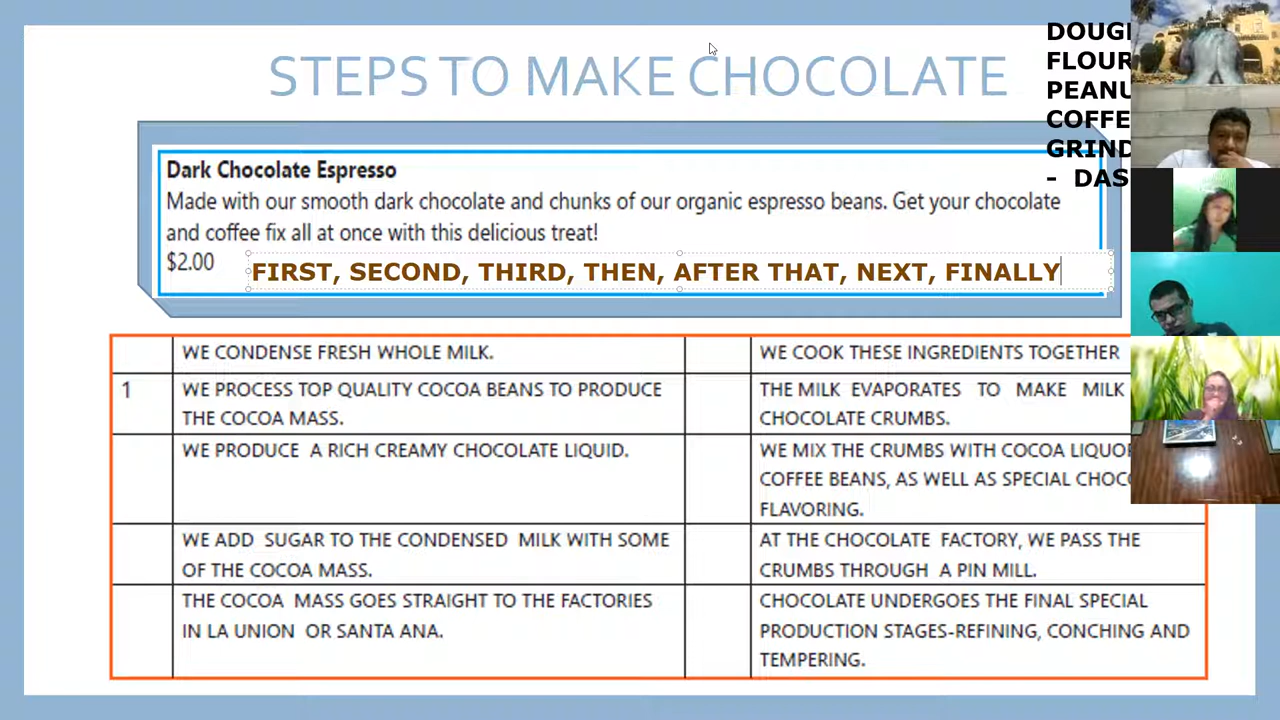 STEPS TO MAKE CHOCOLATE
Dark Chocolate Espresso
Made with our smooth dark chocolate and chunks of our organic espresso beans. Get your chocolate
and coffee fix all at once with this delicious treat!
$2.00
FIRST, SECOND, THIRD, THEN, AFTER THAT, NEXT, FINALLY
WE CONDENSE FRESH WHOLE MILK.
1 WE PROCESS TOP QUALITY COCOA BEANS TO PRODUCE
THE COCOA MASS.
WE PRODUCE A RICH CREAMY CHOCOLATE LIQUID.
WE ADD SUGAR TO THE CONDENSED MILK WITH SOME
OF THE COCOA MASS.
THE COCOA MASS GOES STRAIGHT TO THE FACTORIES
IN LA UNION OR SANTA ANA.
WE COOK THESE INGREDIENTS TOGETHER
THE MILK EVAPORATES TO MAKE MILK
CHOCOLATE CRUMBS.
WE MIX THE CRUMBS WITH COCOA
COFFEE BEANS, AS WELL AS SPECIAL
FLAVORING.
AT THE CHOCOLATE FACTORY, WE PASS THE
CRUMBS THROUGH A PIN MILL.
CHOCOLATE UNDERGOES THE FINAL SPECIAL
PRODUCTION STAGES-REFINING, CONCHING AND
TEMPERING.
FLOUR